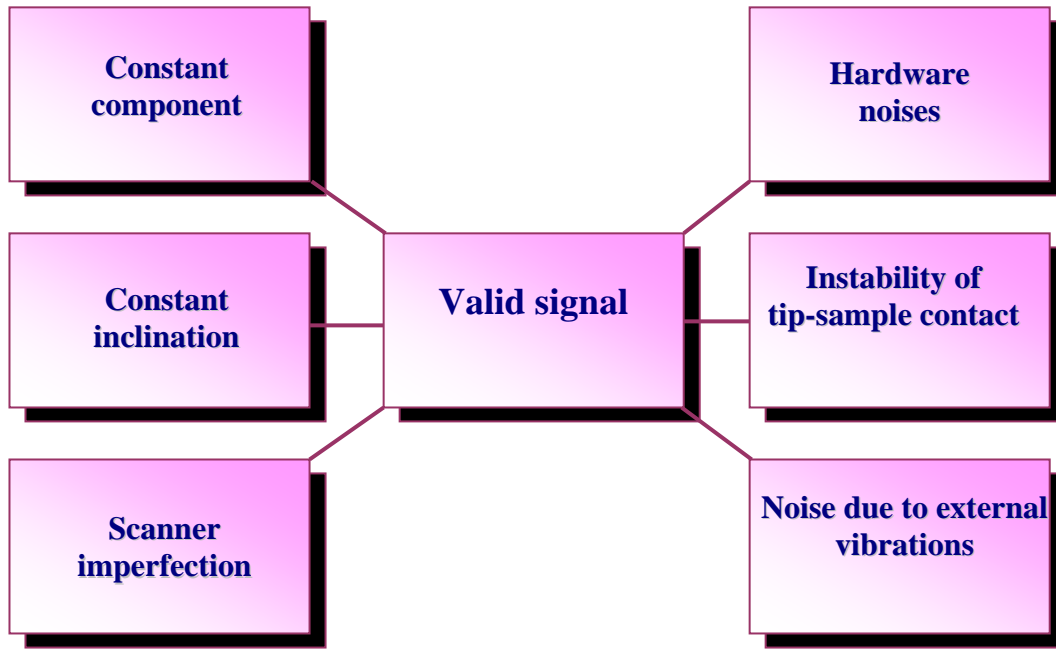 Constant
component
Hardware
noises
Constant
inclination
Valid signal
Instability of
tip-sample contact
Scanner
imperfection
Noise due to external
vibrations